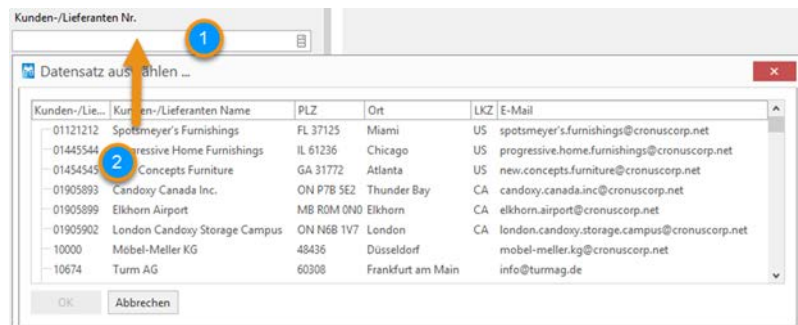 Kunden-/Lieferanten Nr.
1
Datensatz auswählen ...
Kunden-/Lie... Kunden-/Lieferanten Name PLZ Ort LKZ E-Mail
01121212 Spotsmeyer's Furnishings FL 37125 Miami US spotsmeyer's.furnishings@cronuscorp.net
01445544 Progressive Home Furnishings IL 61236 Chicago US progressive.home.furnishings@cronuscorp.net
2
01454545 Concepts Furniture GA 31772 Atlanta US new.concepts.furniture@cronuscorp.net
01905893 Candoxy Canada Inc. ON P7B 5E2 Thunder Bay CA candoxy.canada.inc@cronuscorp.net
01905899 Elkhorn Airport MB R0M 0N0 Elkhorn CA elkhorn.airport@cronuscorp.net
01905902 London Candoxy Storage Campus ON N6B 1V7 London CA london.candoxy.storage.campus@cronuscorp.net
10000 Möbel-Meller KG 48436 Düsseldorf mobel-meller.kg@cronuscorp.net
10674 Turm AG 60308 Frankfurt am Main info@turmag.de
OK Abbrechen